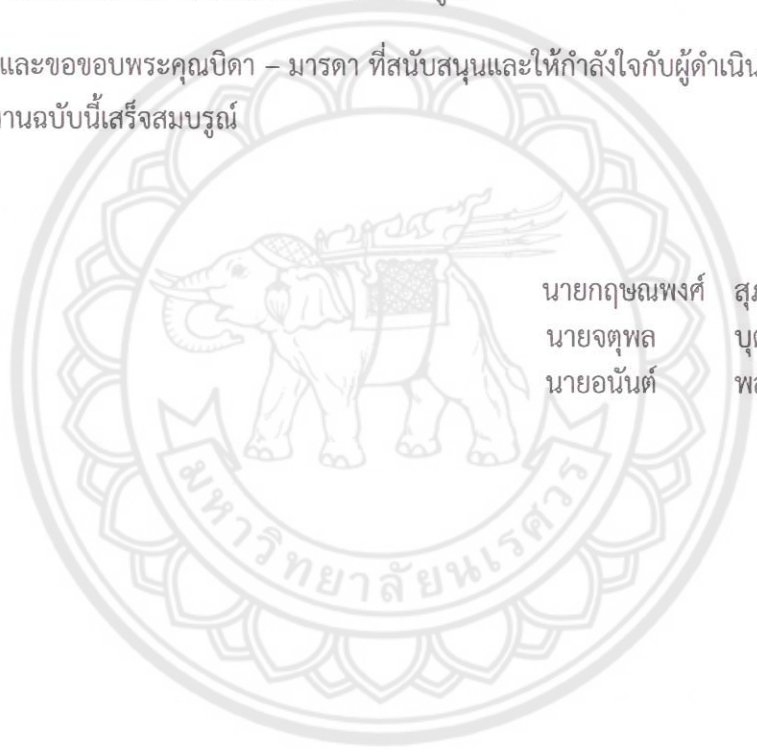 และขอขอบพระคุณบิดา – มารดา ที่สนับสนุนและให้กำลังใจกับผู้ดำเนิน
านฉบับนี้เสร็จสมบรูณ์
นายกฤษณพงศ์
นายจตุพล
นายอนันต์
มหาวิทยาลัยนเรศวร